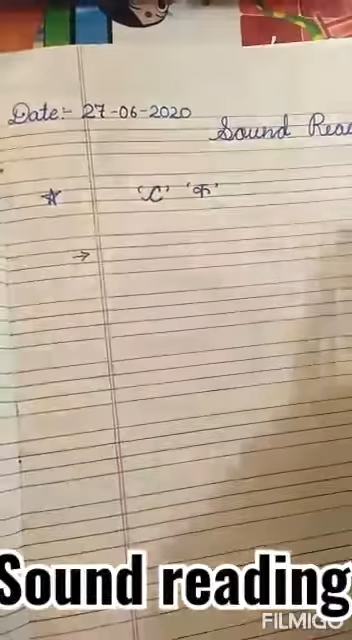 Date:- 27-06-2020
Sound Rea
☆ 'C' 'क'
→
Sound reading
FILMIGO